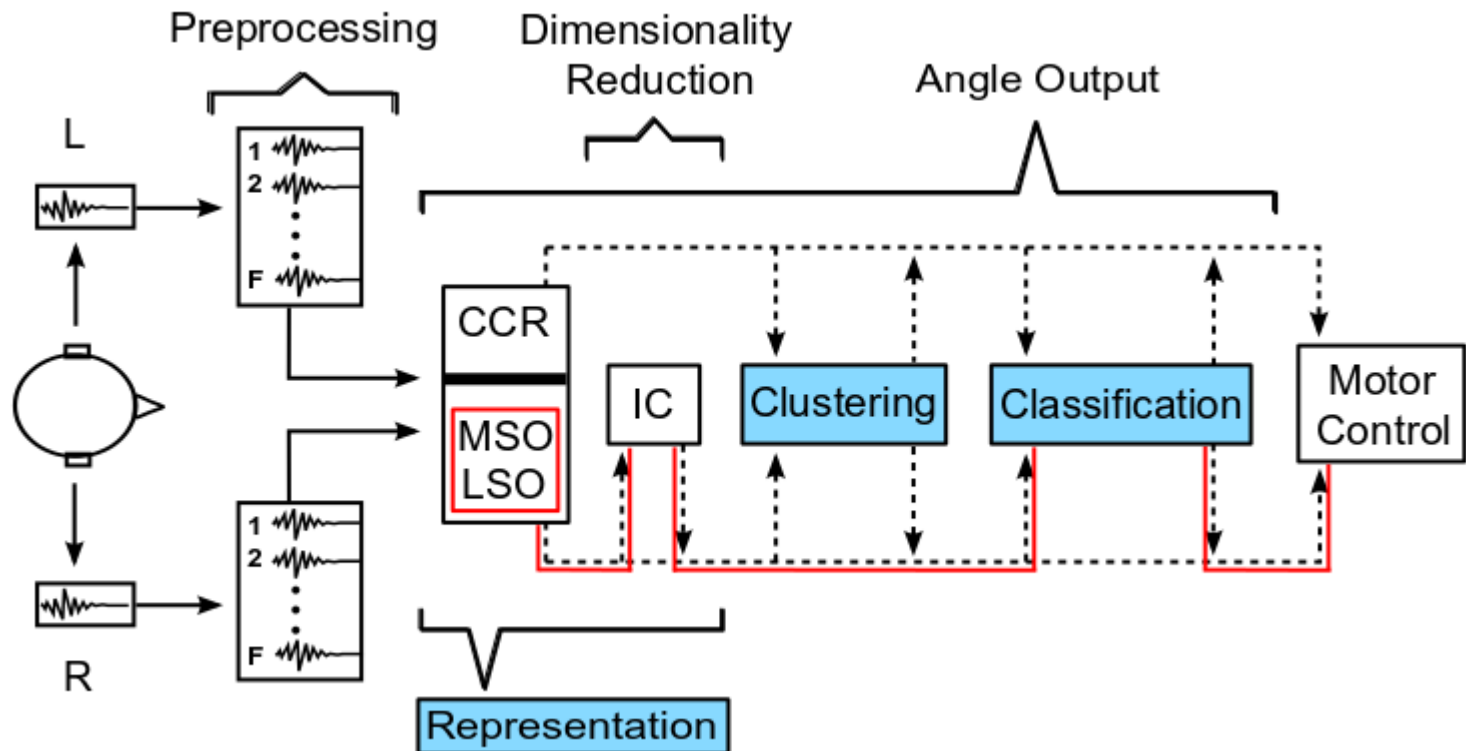 Preprocessing
Dimensionality
Reduction
Angle Output
L
1
2
F
CCR
MSO
LSO
IC
Clustering
Classification
Motor
Control
1
2
F
R
Representation